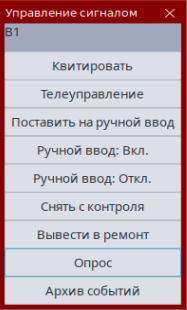 Управление сигналом
В1
Квитировать
Телеуправление
Поставить на ручной ввод
Ручной ввод: Вкл.
Ручной ввод: Откл.
Снять с контроля
Вывести в ремонт
Опрос
Архив событий